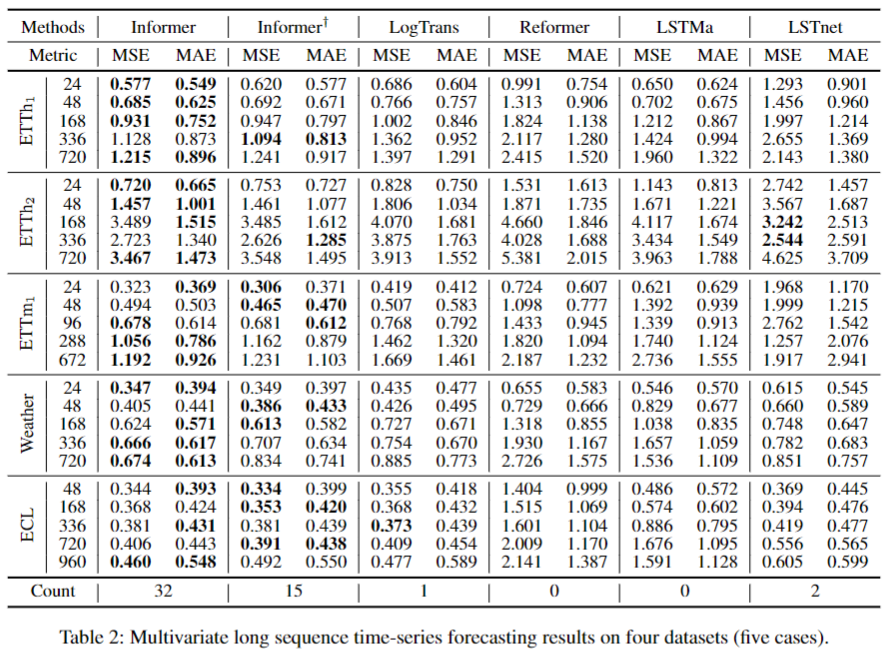 Methods Informer Informer† LogTrans Reformer LSTMa LSTnet
Metric MSE MAE MSE MAE MSE MAE MSE MAE MSE MAE MSE MAE
ETTh₁
24 0.577 0.549 0.620 0.577 0.686 0.604 0.991 0.754 0.650 0.624 1.293 0.901
48 0.685 0.625 0.692 0.671 0.766 0.757 1.313 0.906 0.702 0.675 1.456 0.960
168 0.931 0.752 0.947 0.797 1.002 0.846 1.824 1.138 1.212 0.867 1.997 1.214
336 1.128 0.873 1.094 0.813 1.362 0.952 2.117 1.280 1.424 0.994 2.655 1.369
720 1.215 0.896 1.241 0.917 1.397 1.291 2.415 1.520 1.960 1.322 2.143 1.380
ETTh₂
24 0.720 0.665 0.753 0.727 0.828 0.750 1.531 1.613 1.143 0.813 2.742 1.457
48 1.457 1.001 1.461 1.077 1.806 1.034 1.871 1.735 1.671 1.221 3.567 1.687
168 3.489 1.515 3.485 1.612 4.070 1.681 4.660 1.846 4.117 1.674 3.242 2.513
336 2.723 1.340 2.626 1.285 3.875 1.763 4.028 1.688 3.434 1.549 2.544 2.591
720 3.467 1.473 3.548 1.495 3.913 1.552 5.381 2.015 3.963 1.788 4.625 3.709
ETTm₁
24 0.323 0.369 0.306 0.371 0.419 0.412 0.724 0.607 0.621 0.629 1.968 1.170
48 0.494 0.503 0.465 0.470 0.507 0.583 1.098 0.777 1.392 0.939 1.999 1.215
96 0.678 0.614 0.681 0.612 0.768 0.792 1.433 0.945 1.339 0.913 2.762 1.542
288 1.056 0.786 1.162 0.879 1.462 1.320 1.820 1.094 1.740 1.124 1.257 2.076
672 1.192 0.926 1.231 1.103 1.669 1.461 2.187 1.232 2.736 1.555 1.917 2.941
Weather
24 0.347 0.394 0.349 0.397 0.435 0.477 0.655 0.583 0.546 0.570 0.615 0.545
48 0.405 0.441 0.386 0.433 0.426 0.495 0.729 0.666 0.829 0.677 0.660 0.589
168 0.624 0.571 0.613 0.582 0.727 0.671 1.318 0.855 1.038 0.835 0.748 0.647
336 0.666 0.617 0.707 0.634 0.754 0.670 1.930 1.167 1.657 1.059 0.782 0.683
720 0.674 0.613 0.834 0.741 0.885 0.773 2.726 1.575 1.536 1.109 0.851 0.757
ECL
48 0.344 0.393 0.334 0.399 0.355 0.418 1.404 0.999 0.486 0.572 0.369 0.445
168 0.368 0.424 0.353 0.420 0.368 0.432 1.515 1.069 0.574 0.602 0.394 0.476
336 0.381 0.431 0.381 0.439 0.373 0.439 1.601 1.104 0.886 0.795 0.419 0.477
720 0.406 0.443 0.391 0.438 0.409 0.454 2.009 1.170 1.676 1.095 0.556 0.565
960 0.460 0.548 0.492 0.550 0.477 0.589 2.141 1.387 1.591 1.128 0.605 0.599
Count 32 15 1 0 0 2
Table 2: Multivariate long sequence time-series forecasting results on four datasets (five cases).